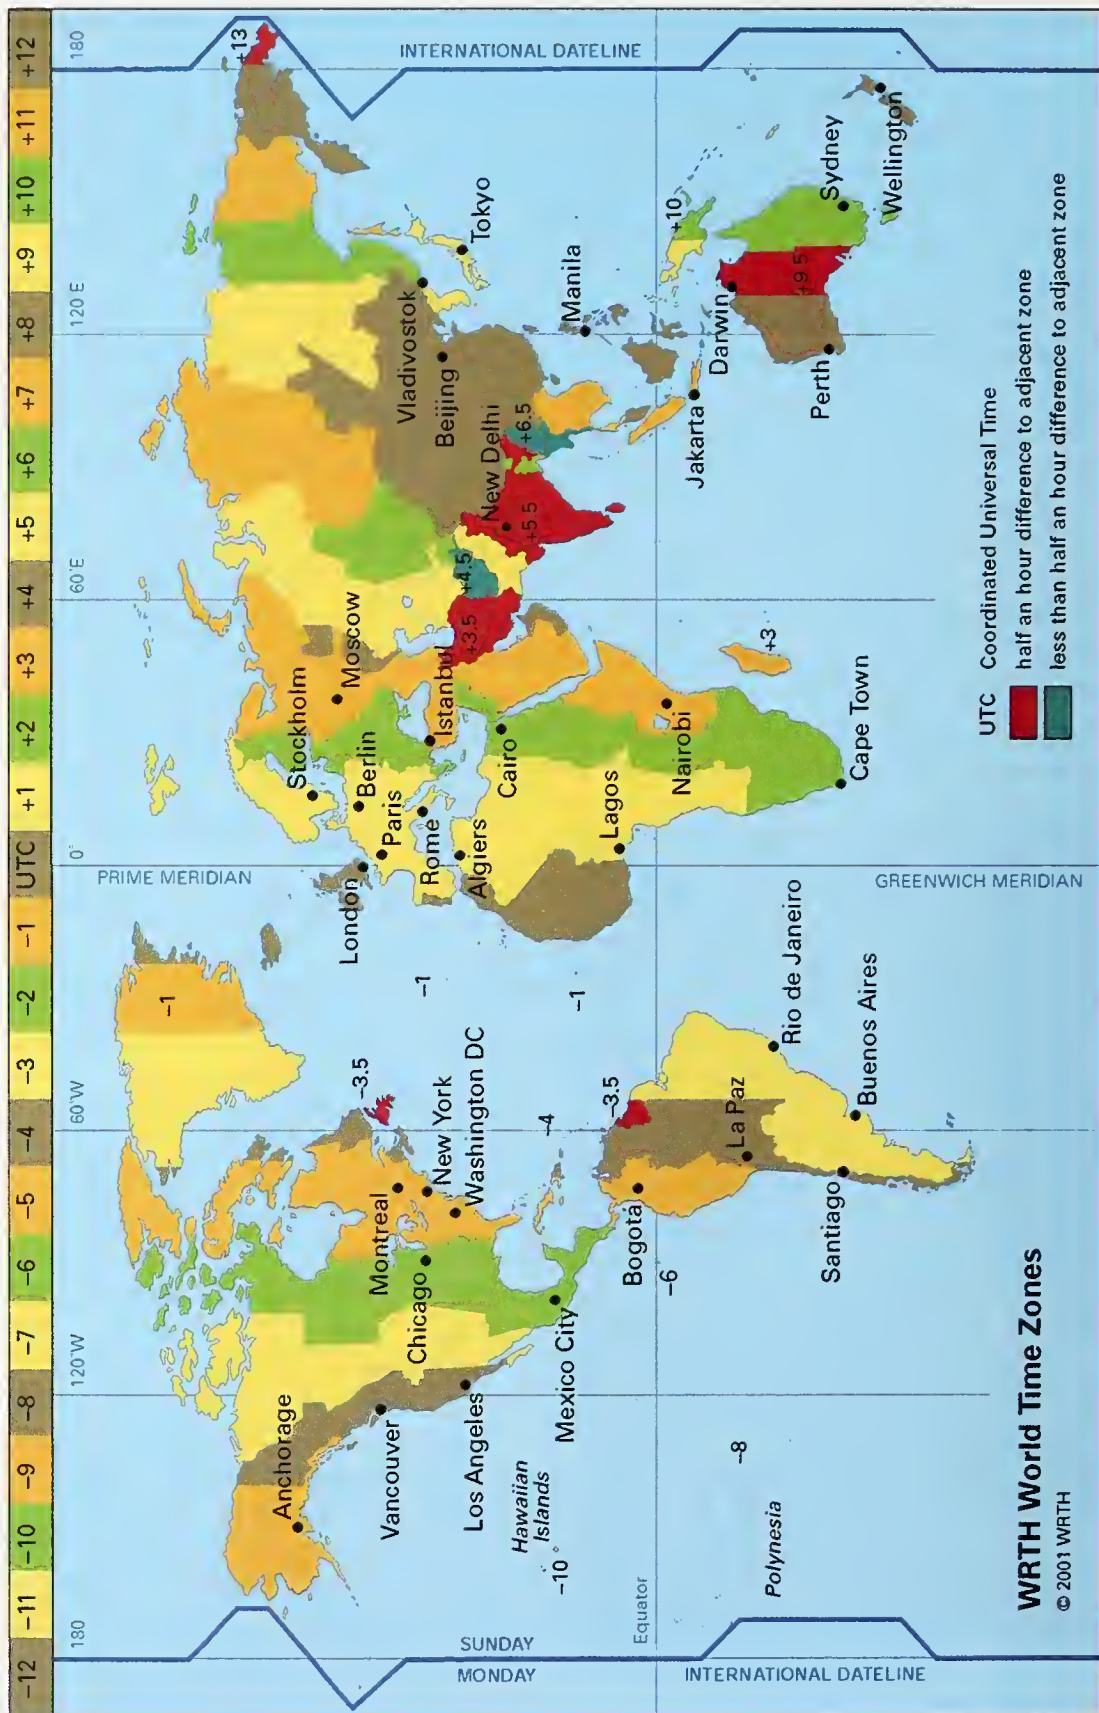 -12 -11 -10 -9 -8 -7 -6 -5 -4 -3 -2 -1 UTC +1 +2 +3 +4 +5 +6 +7 +8 +9 +10 +11 +12
180
120°W
60°W
0°
60°E
120 E
180
PRIME MERIDIAN
+13
-1
Anchorage
Stockholm
Moscow
London
Berlin
Paris
Vancouver
Montreal
Chicago
-3.5
New York
Washington DC
Los Angeles
-1
Rome
Istanbul
Algiers
Vladivostok
Beijing
Tokyo
INTERNATIONAL DATELINE
SUNDAY
MONDAY
Hawaiian
Islands
-10
Mexico City
-4
-1
Cairo
+3.5
+4.5
New Delhi
+5.5
+6.5
Manila
Lagos
-3.5
Equator
Bogotá
-6
Nairobi
Jakarta
+10
-8
La Paz
+3
Darwin
Polynesia
Rio de Janeiro
+9.5
Perth
Sydney
Santiago
Buenos Aires
Cape Town
Wellington
INTERNATIONAL DATELINE
GREENWICH MERIDIAN
WRTH World Time Zones
© 2001 WRTH
UTC Coordinated Universal Time
half an hour difference to adjacent zone
less than half an hour difference to adjacent zone